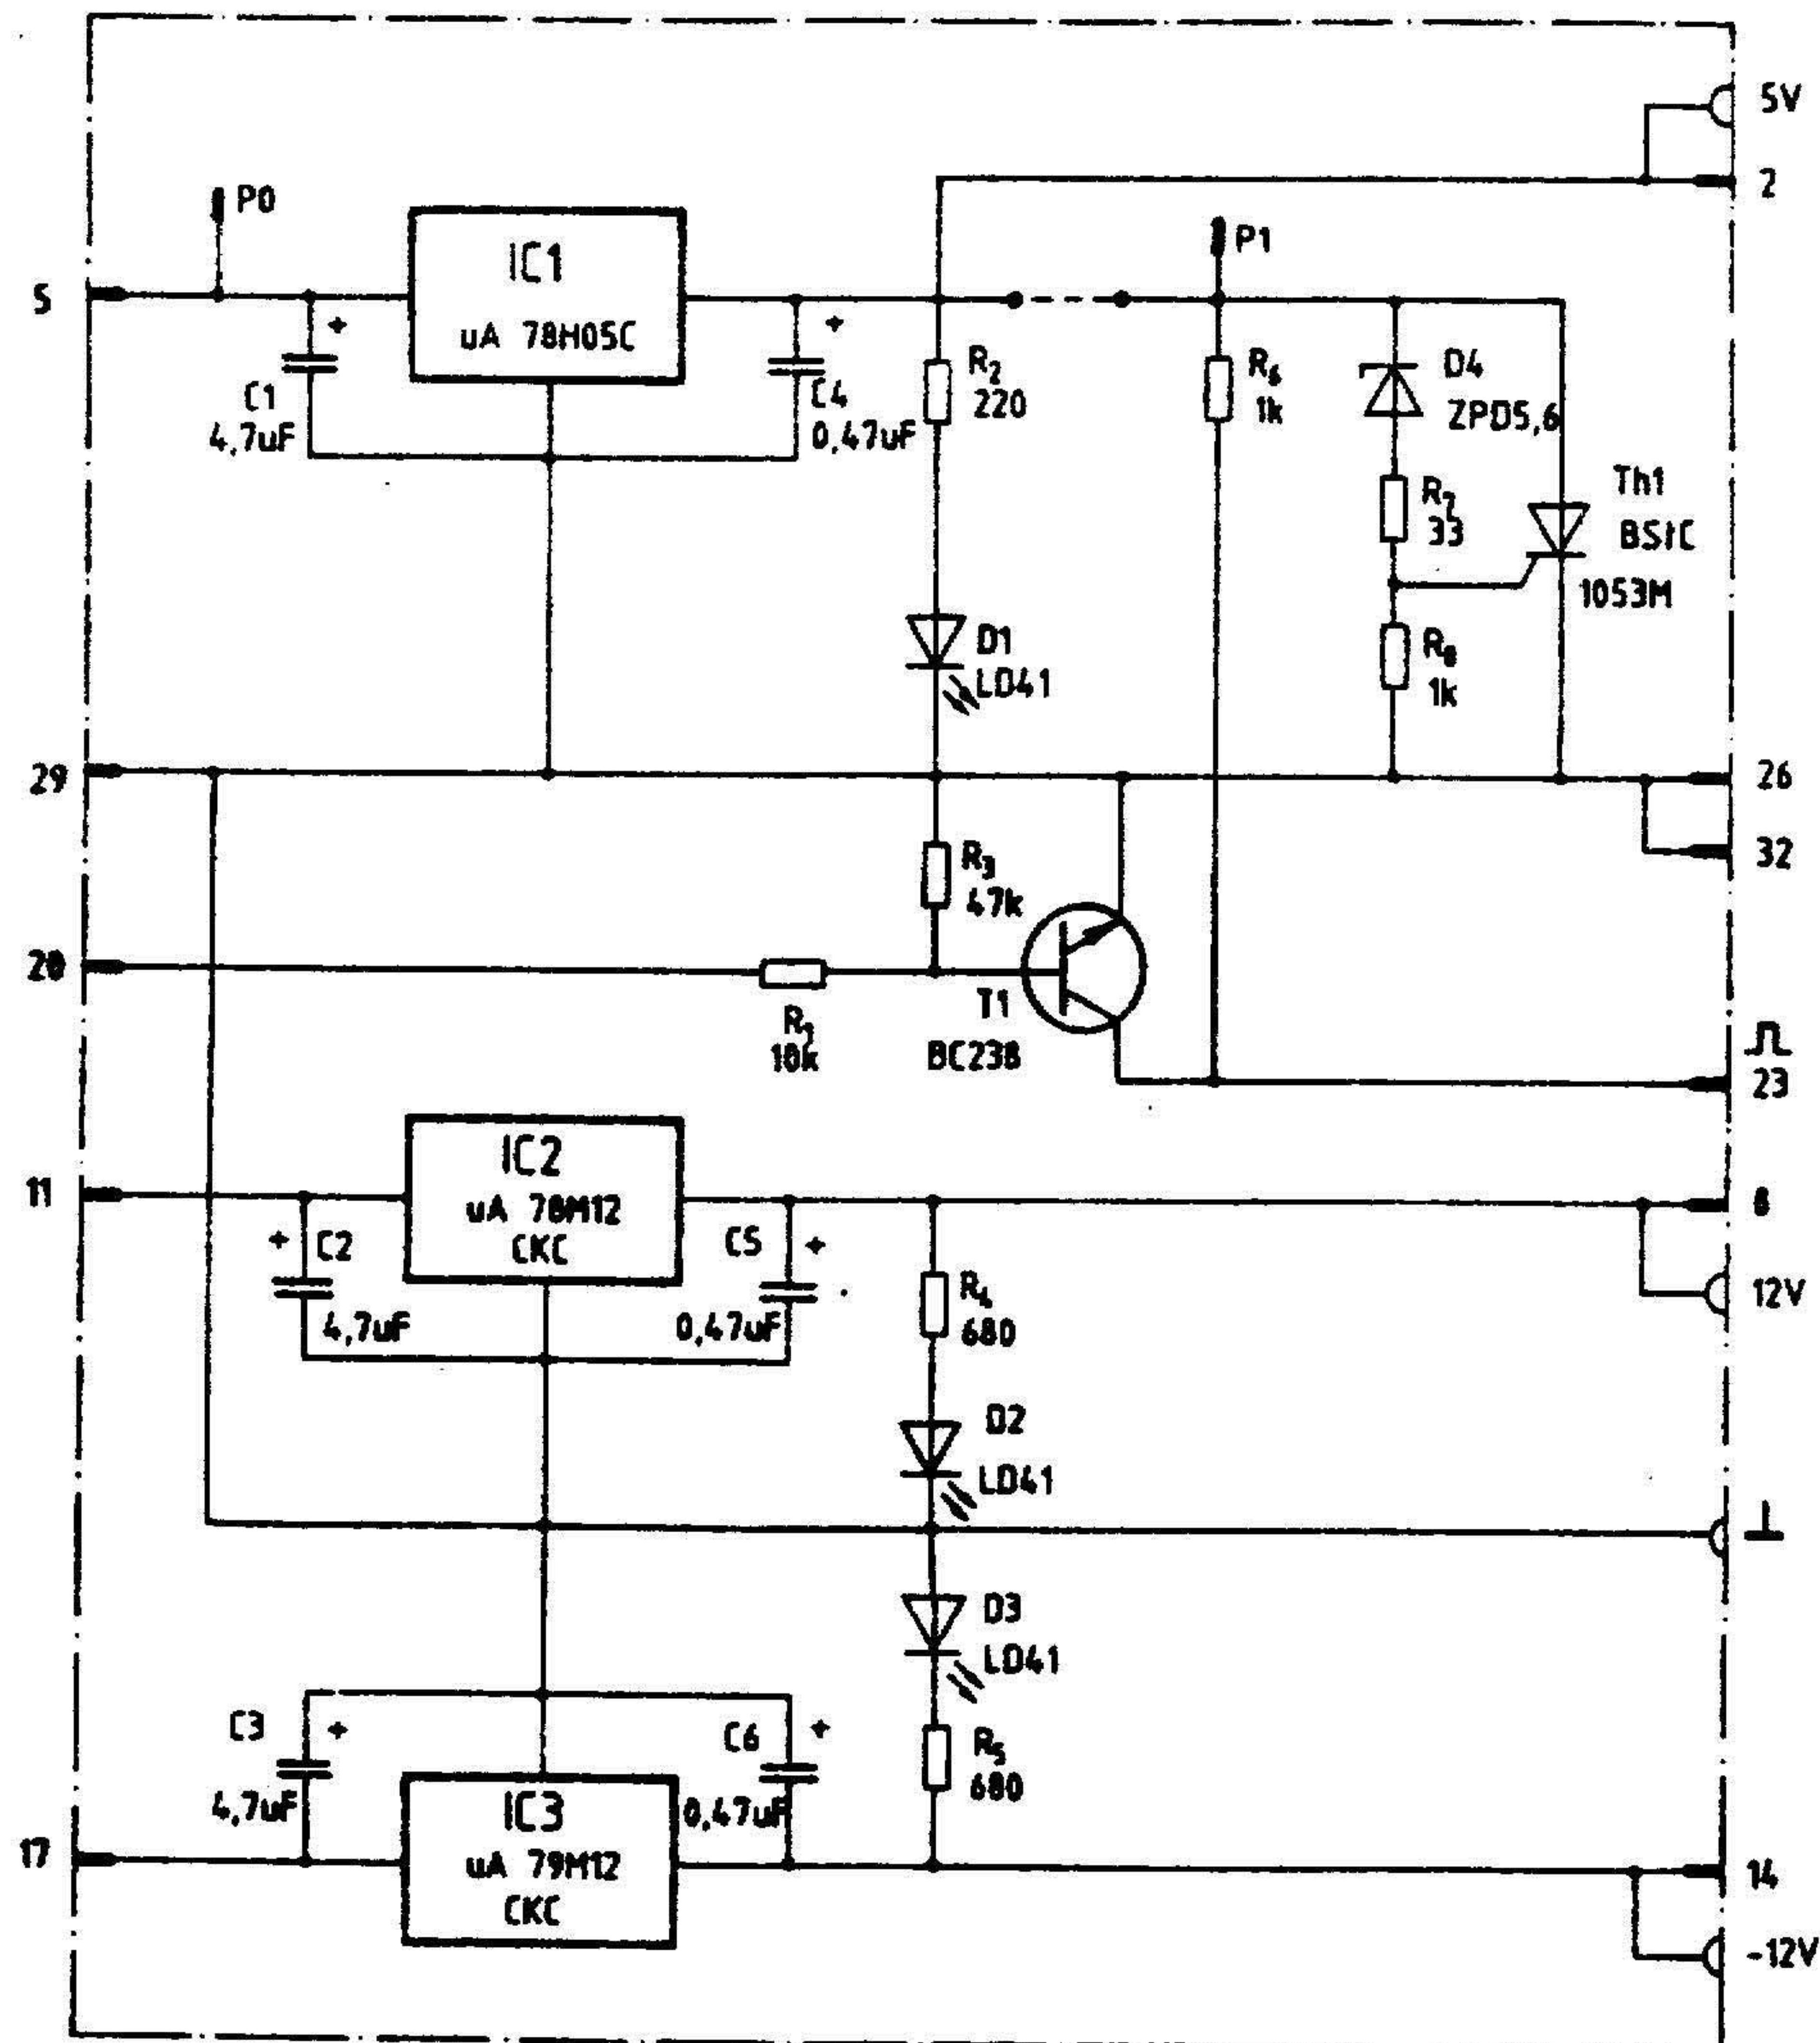 5V
2
P0
5
IC1
uA 78H05C
P1
+
C1
4,7uF
+
C4
0,47uF
R2
220
R6
1k
D4
ZPD5,6
R7
33
Th1
1053M
R8
1k
D1
LD41
29
26
32
R3
47k
R1
T1
BC238
23
11
IC2
uA 78M12
CKC
+ C2
4,7uF
C5 +
0,47uF
8
12V
R4
680
D2
LD41
⊥
D3
LD41
C3 +
4,7uF
C6 +
0,47uF
R5
680
17
IC3
uA 79M12
CKC
14
-12V